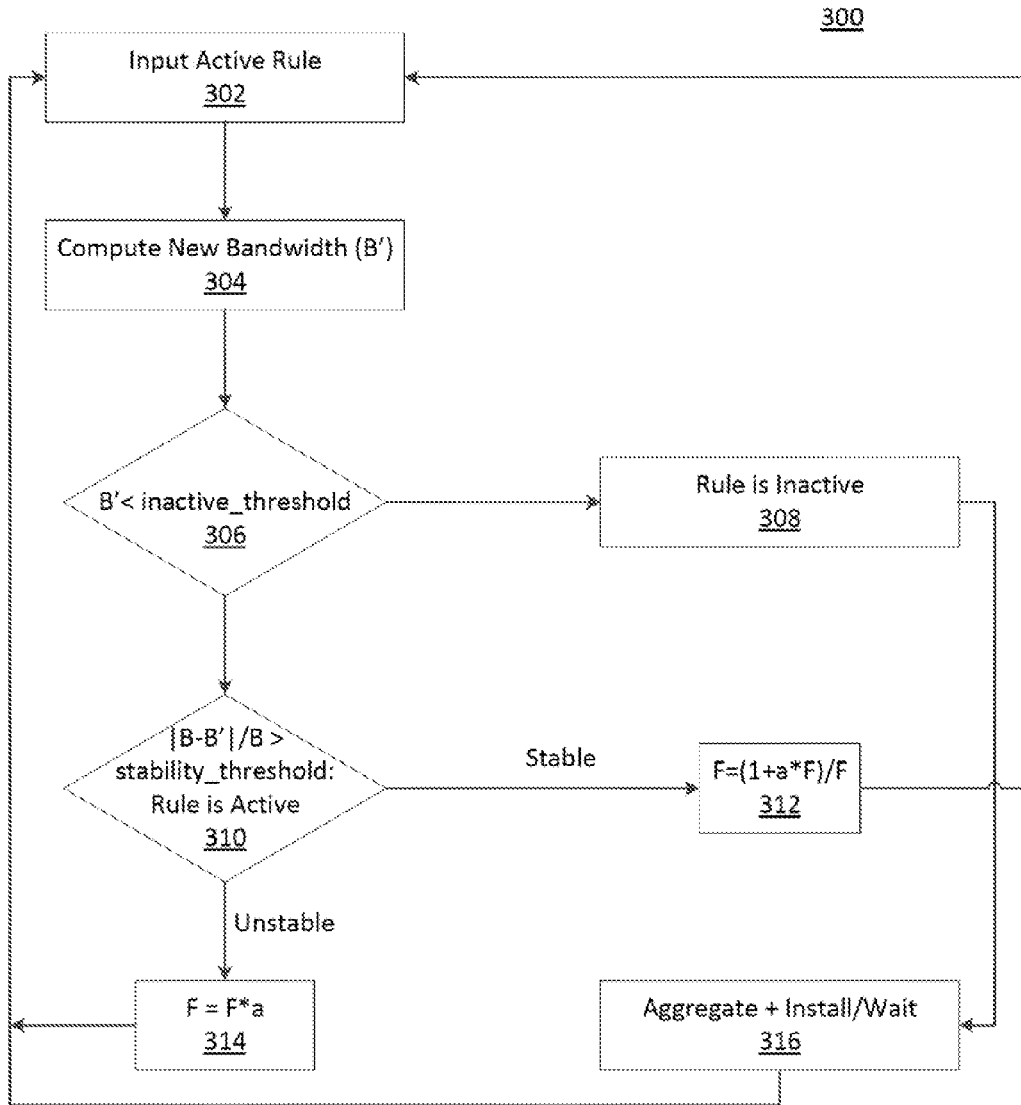 300
Input Active Rule
302
Compute New Bandwidth (B')
304
B'< inactive_threshold
306
Rule is Inactive
308
|B-B'|/B >
stability_threshold:
Rule is Active
310
Stable
F=(1+a*F)/F
312
Unstable
F = F*a
314
Aggregate + Install/Wait
316